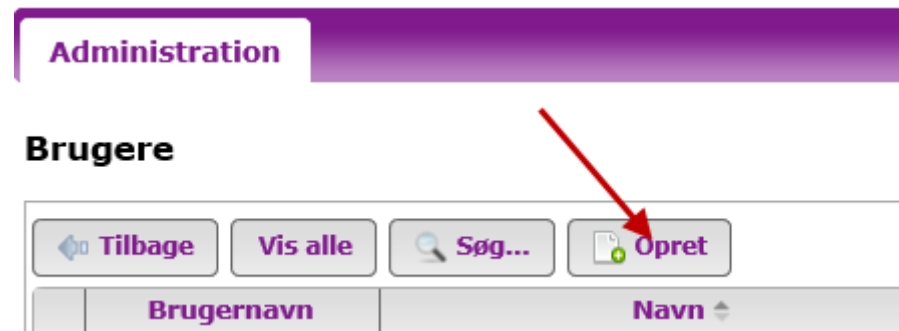 Administration
Brugere
Tilbage Vis alle Søg... Opret
Brugernavn Navn